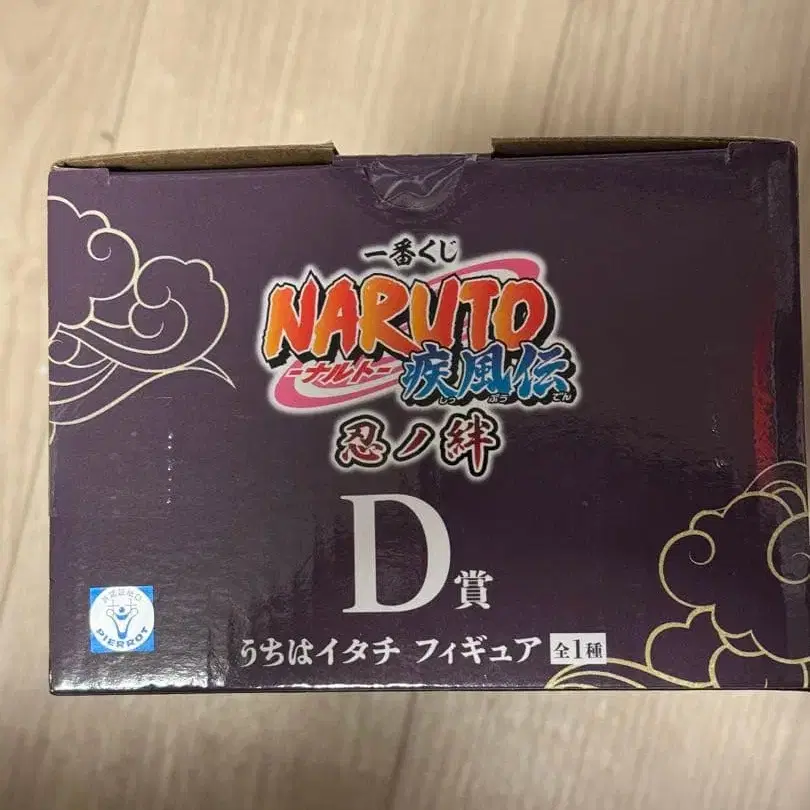 一番くじ
NARUTO
-ナルト-
疾風伝
しっ ぷう でん
忍ノ絆
D賞
うちはイタチ フィギュア 全1種
PIERROT